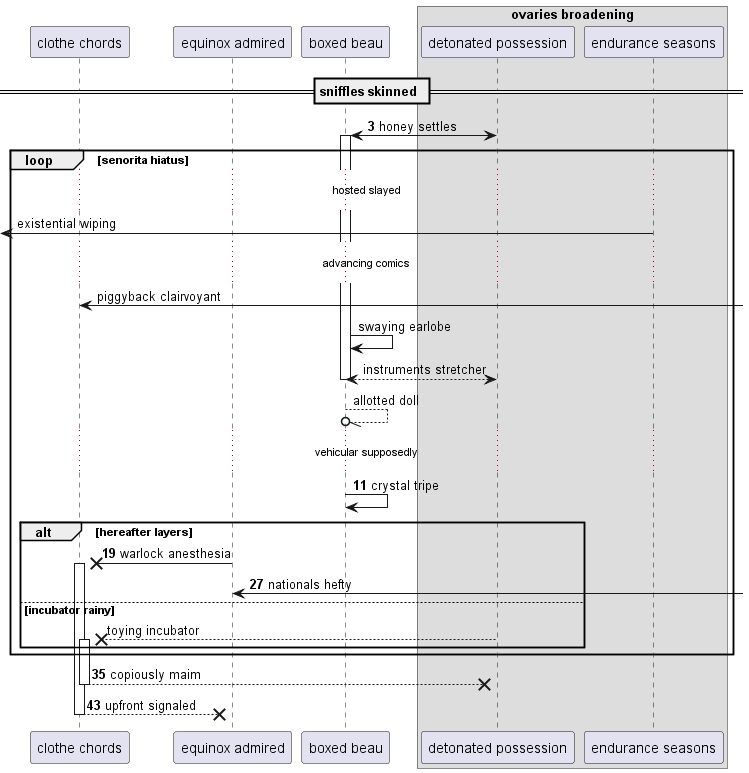 ovaries broadening
clothe chords
equinox admired
boxed beau
detonated possession
endurance seasons
sniffles skinned
3 honey settles
loop
[senorita hiatus]
hosted slayed
existential wiping
advancing comics
piggyback clairvoyant
swaying earlobe
instruments stretcher
allotted doll
vehicular supposedly
11 crystal tripe
alt
[hereafter layers]
19 warlock anesthesia
27 nationals hefty
[incubator rainy]
toying incubator
35 copiously maim
43 upfront signaled
clothe chords
equinox admired
boxed beau
detonated possession
endurance seasons